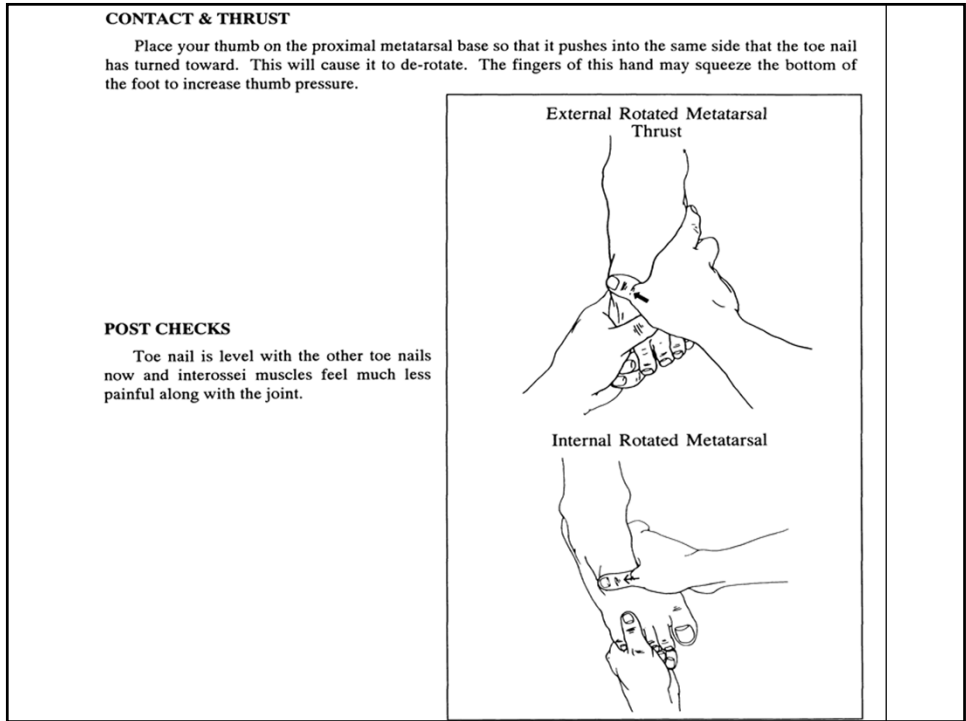 CONTACT & THRUST
Place your thumb on the proximal metatarsal base so that it pushes into the same side that the toe nail
has turned toward. This will cause it to de-rotate. The fingers of this hand may squeeze the bottom of
the foot to increase thumb pressure.
External Rotated Metatarsal
Thrust
POST CHECKS
Toe nail is level with the other toe nails
now and interossei muscles feel much less
painful along with the joint.
Internal Rotated Metatarsal